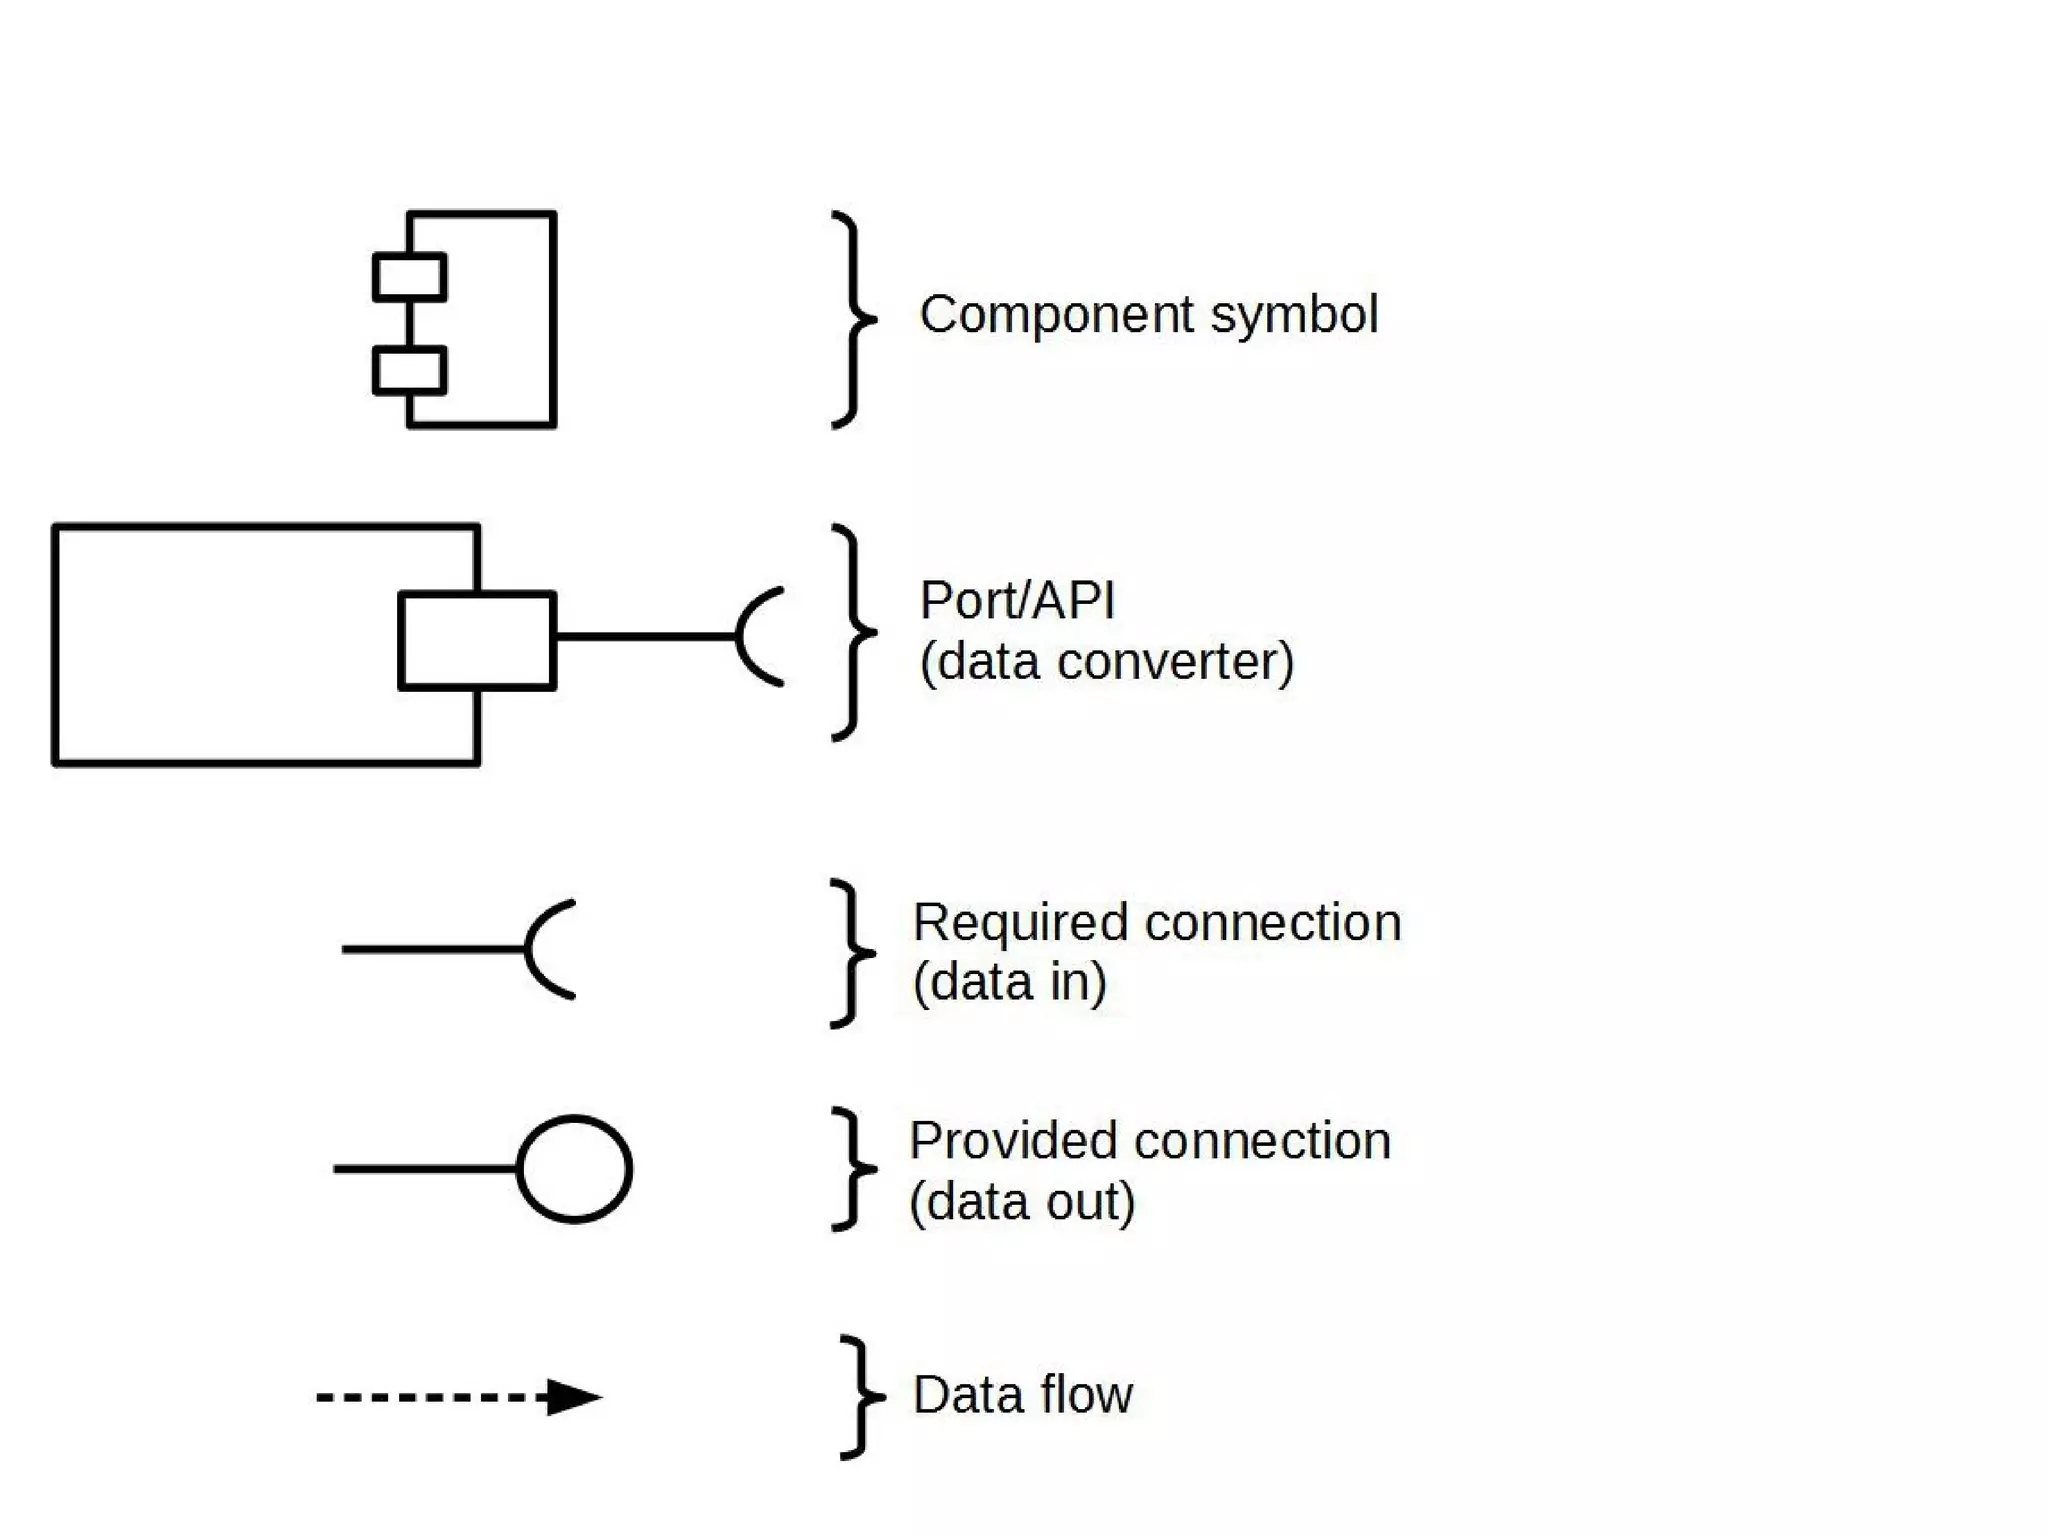 Component symbol
Port/API
(data converter)
Required connection
(data in)
Provided connection
(data out)
Data flow